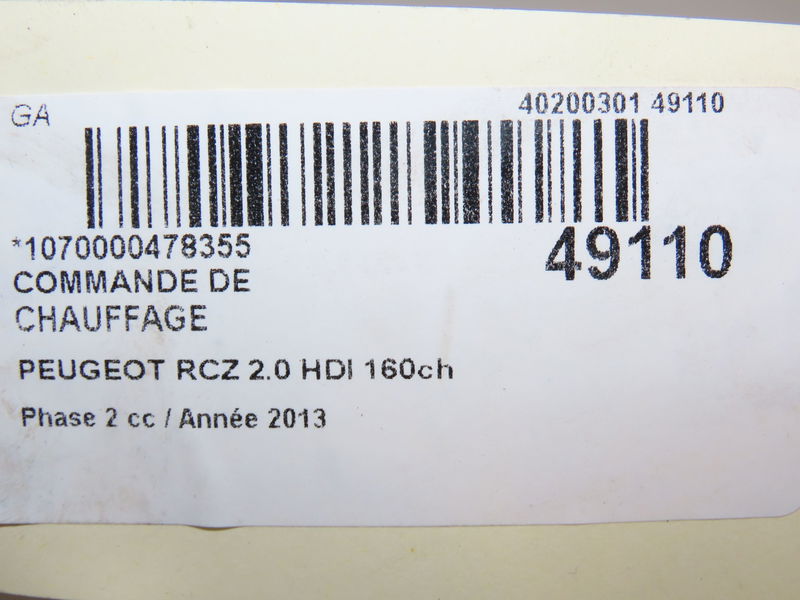 GA
40200301 49110
*1070000478355
49110
COMMANDE DE
CHAUFFAGE
PEUGEOT RCZ 2.0 HDI 160ch
Phase 2 cc / Année 2013